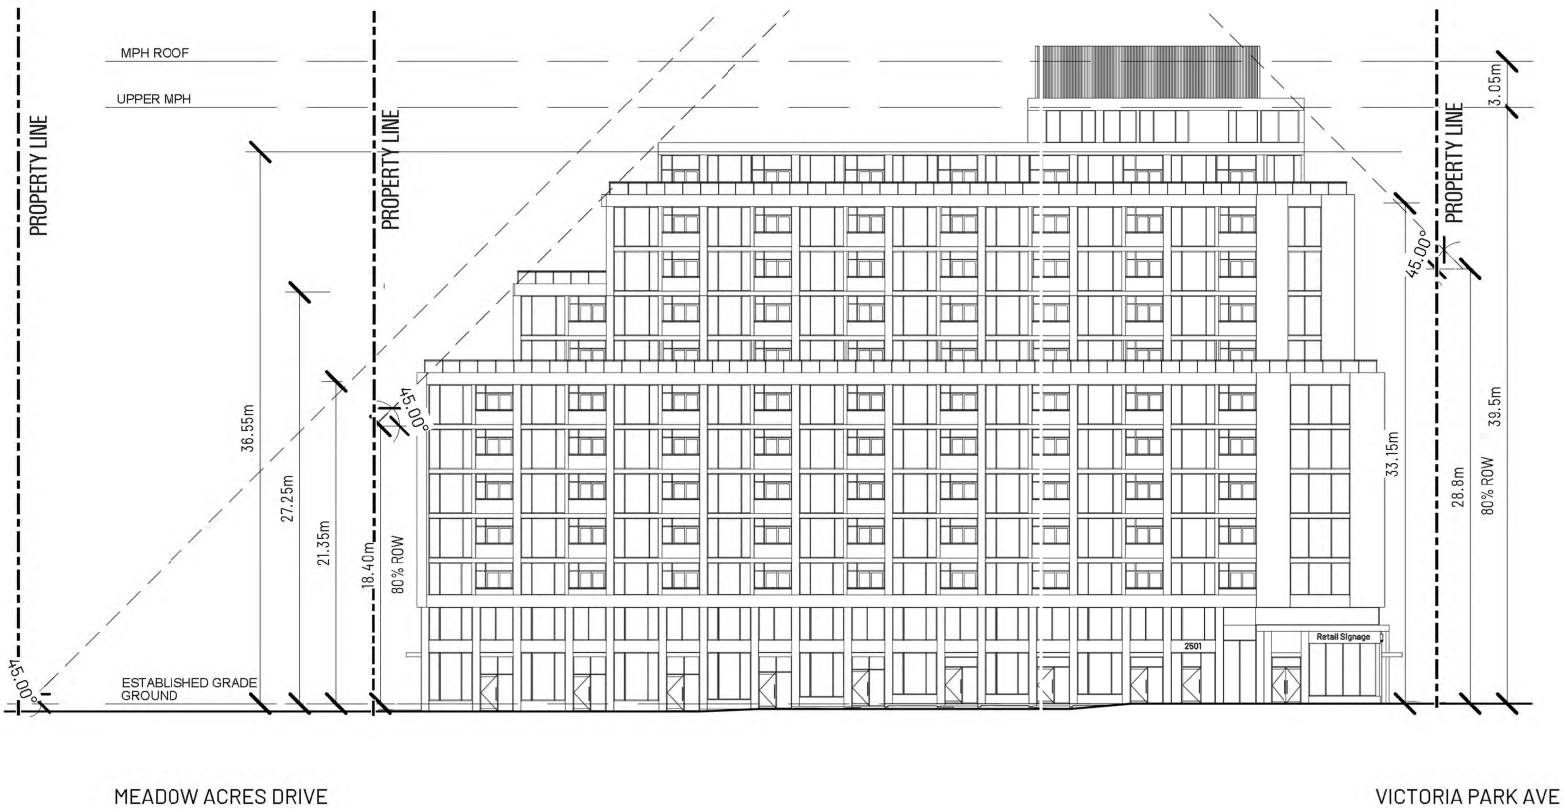 MPH ROOF
UPPER MPH
PROPERTY LINE
PROPERTY LINE
PROPERTY LINE
3.05m
45.00°
45.00°
45.00°
36.55m
27.25m
21.35m
18.40m
80% ROW
33.15m
28.8m
80% ROW
39.5m
2501
Retail Signage
ESTABLISHED GRADE
GROUND
MEADOW ACRES DRIVE
VICTORIA PARK AVE